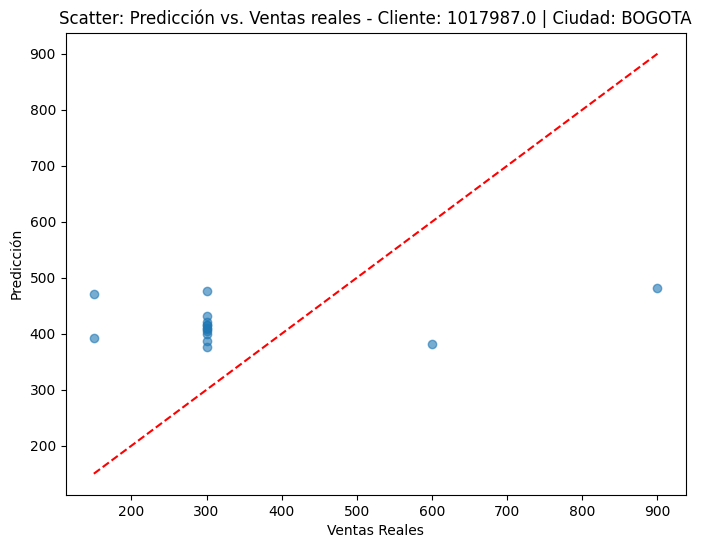 Scatter: Predicción vs. Ventas reales - Cliente: 1017987.0 | Ciudad: BOGOTA
900
800
700
600
500
400
300
200
Predicción
200 300 400 500 600 700 800 900
Ventas Reales